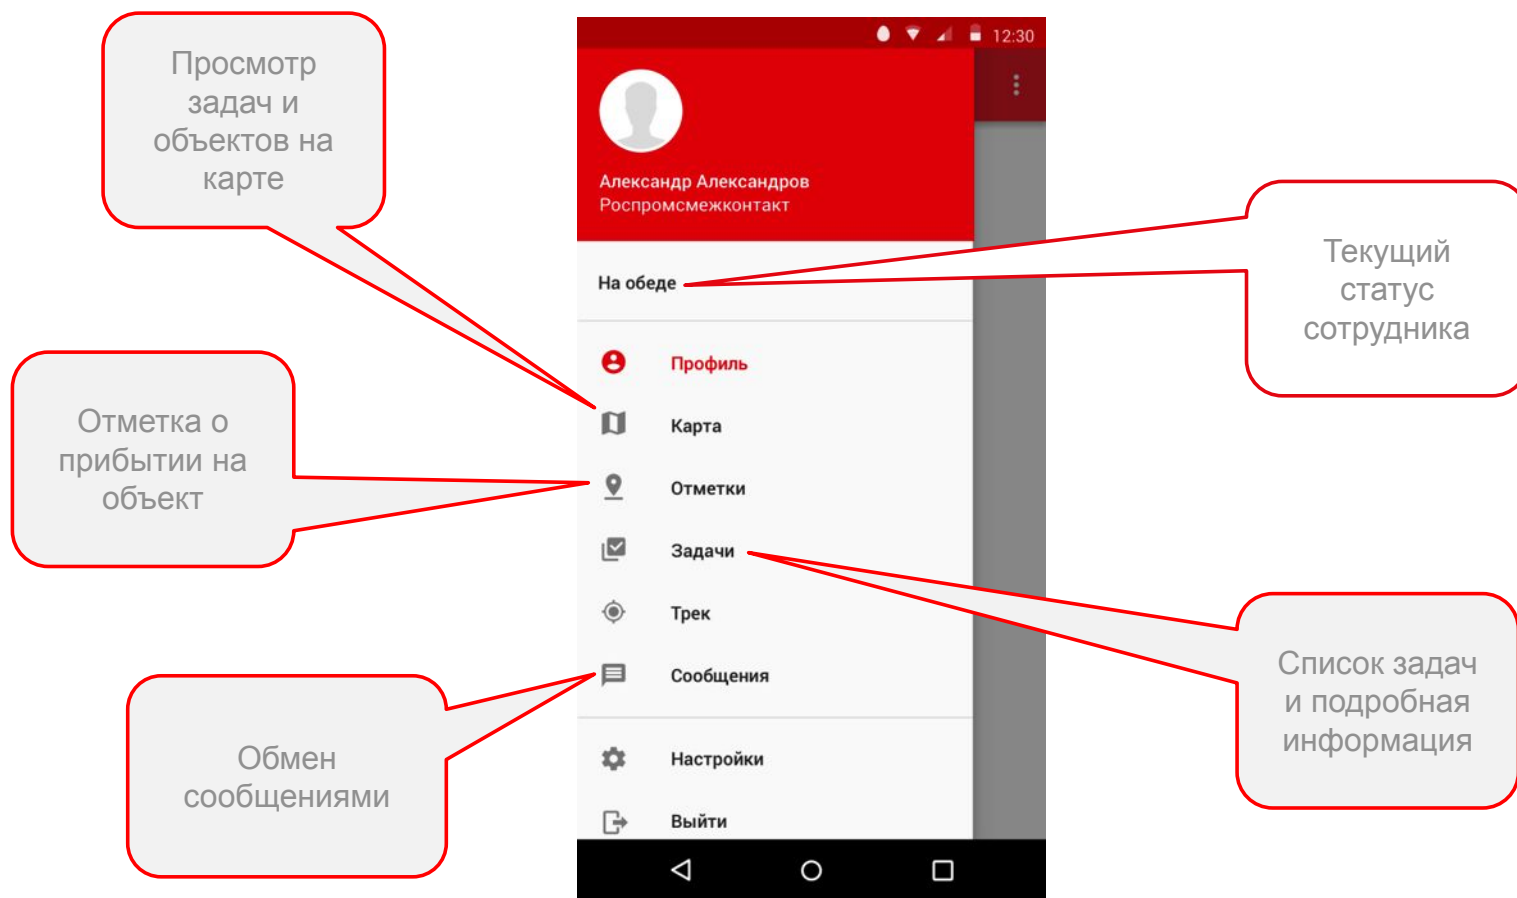 Просмотр
задач и
объектов на
карте
12:30
Александр Александров
Роспромсмежконтакт
На обеде
Текущий
статус
сотрудника
Профиль
Карта
Отметка о
прибытии на
объект
Отметки
Задачи
Трек
Сообщения
Список задач
и подробная
информация
Обмен
сообщениями
Настройки
Выйти